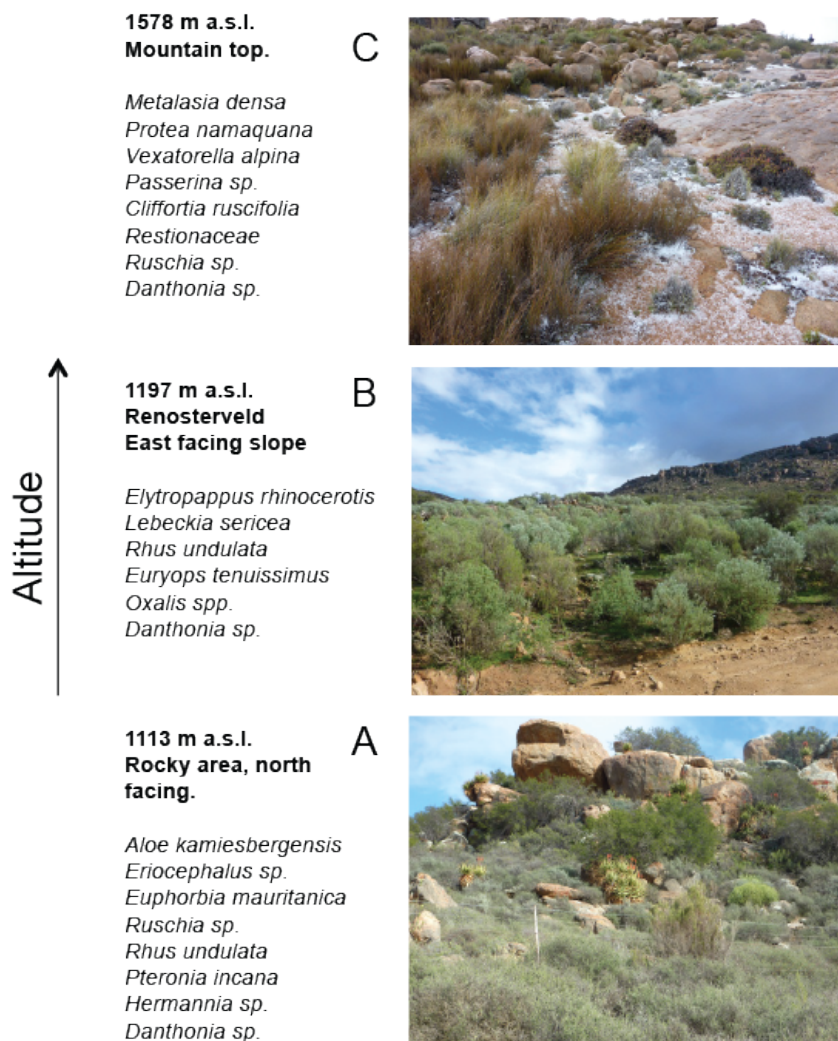 1578 m a.s.l.
Mountain top.
C
Metalasia densa
Protea namaquana
Vexatorella alpina
Passerina sp.
Cliffortia ruscifolia
Restionaceae
Ruschia sp.
Danthonia sp.
Altitude
1197 m a.s.l.
Renosterveld
East facing slope
B
Elytropappus rhinocerotis
Lebeckia sericea
Rhus undulata
Euryops tenuissimus
Oxalis spp.
Danthonia sp.
1113 m a.s.l.
Rocky area, north
facing.
A
Aloe kamiesbergensis
Eriocephalus sp.
Euphorbia mauritanica
Ruschia sp.
Rhus undulata
Pteronia incana
Hermannia sp.
Danthonia sp.